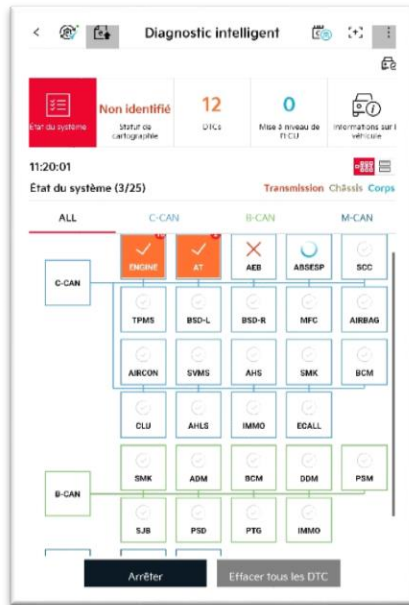 Diagnostic intelligent
Non identifié
12
0
État du système
Statut de cartographie
DTCs
Mise à niveau de l'ECU
Informations sur l
véhicule
11:20:01
État du système (3/25)
Transmission Châssis Corps
ALL
C-CAN
B-CAN
M-CAN
ENGINE
AT
AEB
ABSESP
SCC
C-CAN
TPMS
BSD-L
BSD-R
MFC
AIRBAG
AIRCON
SVMS
AHS
SMK
BCM
CLU
AHLS
IMMO
ECALL
SMK
ADM
BCM
DDM
PSM
B-CAN
SJB
PSD
PTG
IMMO
Arrêter
Effacer tous les DTC